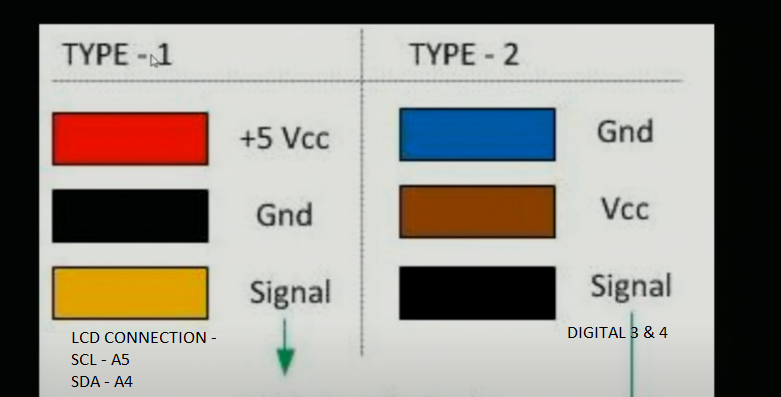 TYPE - 1
TYPE - 2
+5 Vcc
Gnd
Gnd
Vcc
Signal
Signal
LCD CONNECTION -
SCL - A5
SDA - A4
DIGITAL 3 & 4